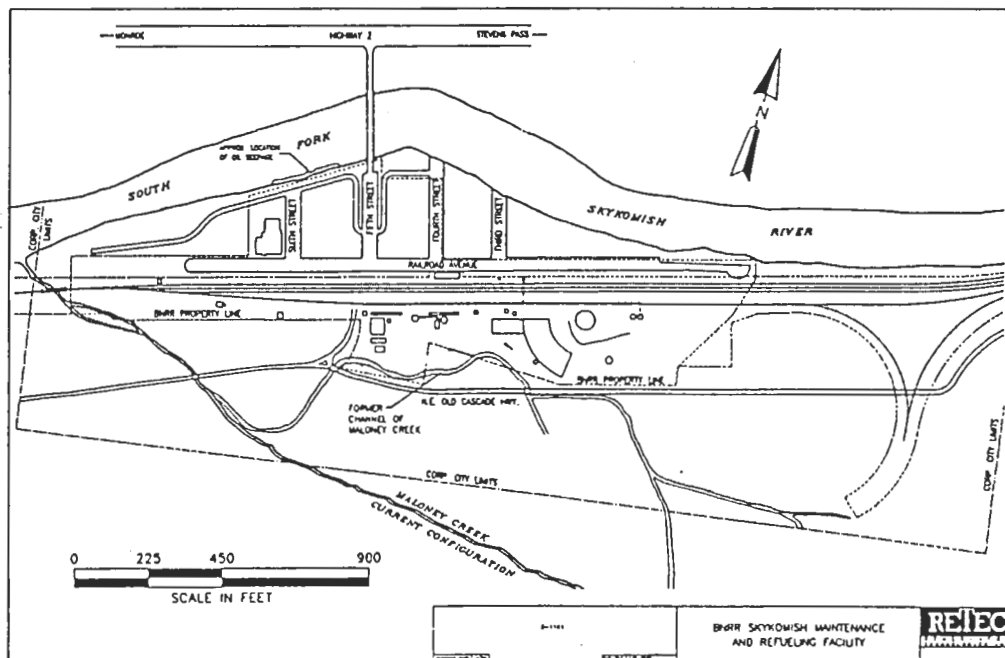 MONROE
HIGHWAY 2
STEVENS PASS
N
SOUTH
FORK
APPROX LOCATION
OF OIL SEEPAGE
SKYKOMISH
RIVER
CORP CITY
LIMITS
SIXTH STREET
FIFTH STREET
FOURTH STREET
THIRD STREET
RAILROAD AVENUE
BNRR PROPERTY LINE
BNRR PROPERTY LINE
FORMER
CHANNEL OF
MALONEY CREEK
N.E. OLD CASCADE HWY.
CORP CITY LIMITS
CORP CITY LIMITS
MALONEY CREEK
CURRENT CONFIGURATION
0 225 450 900
SCALE IN FEET
BNRR SKYKOMISH MAINTENANCE
AND REFUELING FACILITY
RETEC